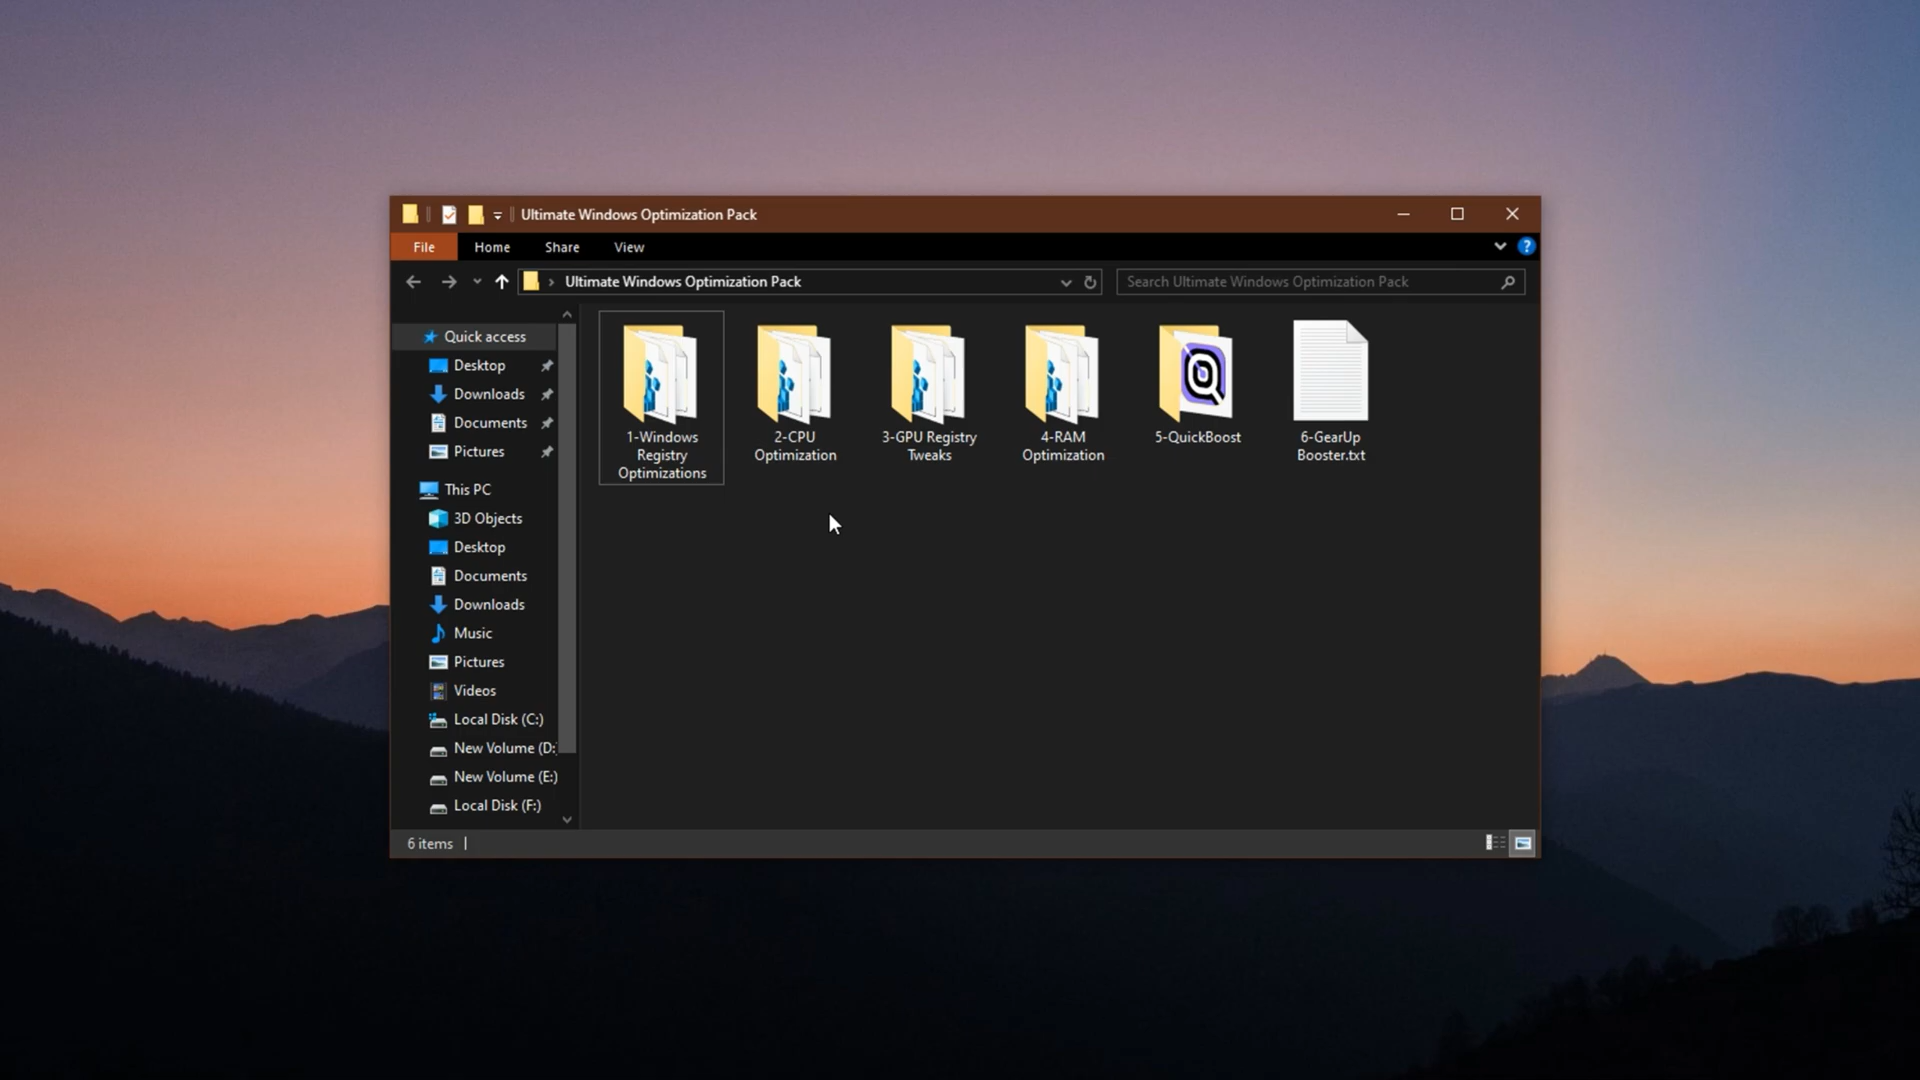 Ultimate Windows Optimization Pack
File Home Share View
?
Ultimate Windows Optimization Pack
Search Ultimate Windows Optimization Pack
Quick access
Desktop
Downloads
Documents
Pictures
This PC
3D Objects
Desktop
Documents
Downloads
Music
Pictures
Videos
Local Disk (C:)
New Volume (D:
New Volume (E:)
Local Disk (F:)
1-Windows
Registry
Optimizations
2-CPU
Optimization
3-GPU Registry
Tweaks
4-RAM
Optimization
5-QuickBoost
6-GearUp
Booster.txt
6 items